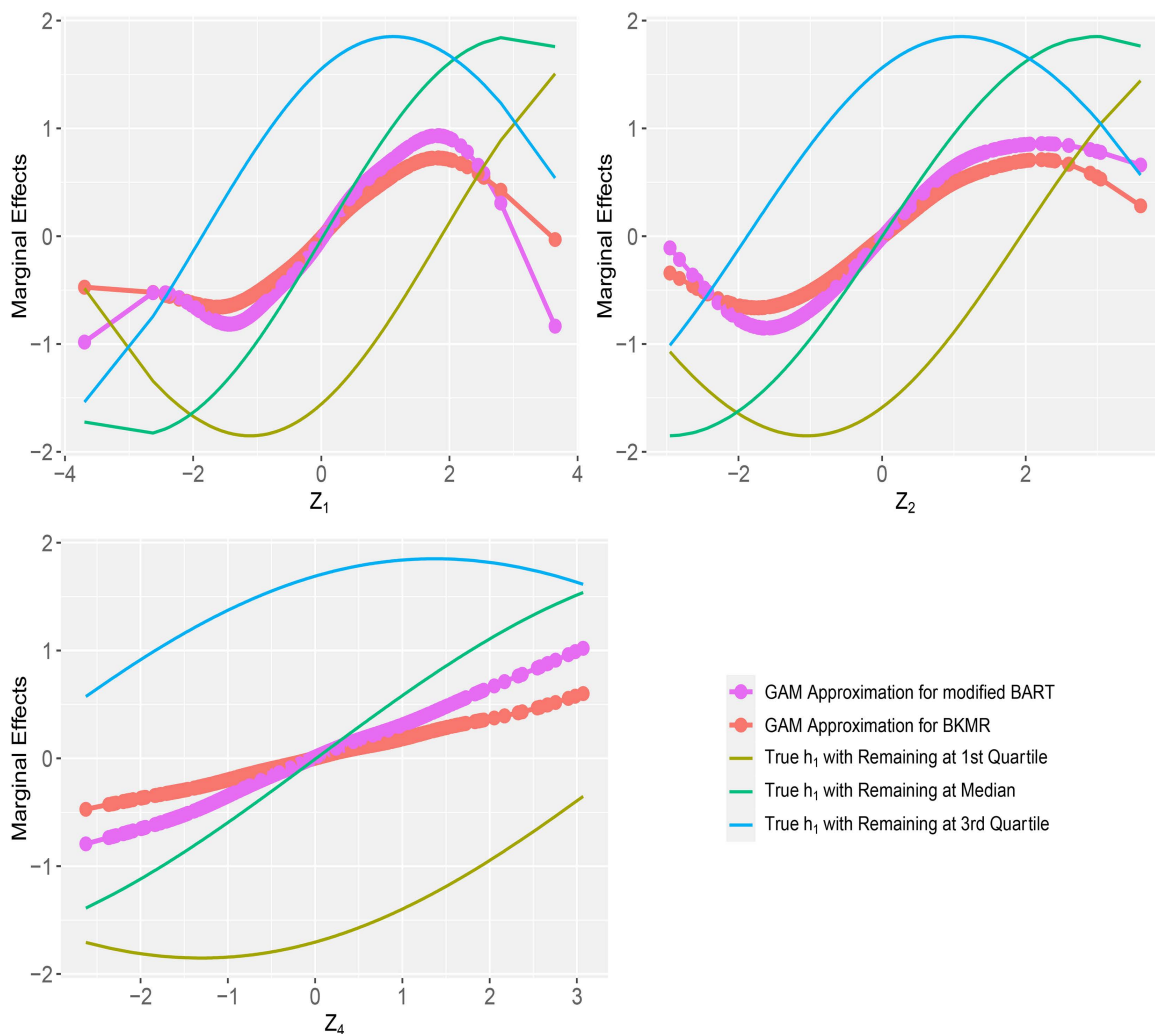 2
1
0
−1
−2
Marginal Effects
−4
−2
0
2
4
Z1
2
1
0
−1
−2
Marginal Effects
−2
0
2
Z2
2
1
0
−1
−2
Marginal Effects
−2
−1
0
1
2
3
Z4
GAM Approximation for modified BART
GAM Approximation for BKMR
True h1 with Remaining at 1st Quartile
True h1 with Remaining at Median
True h1 with Remaining at 3rd Quartile